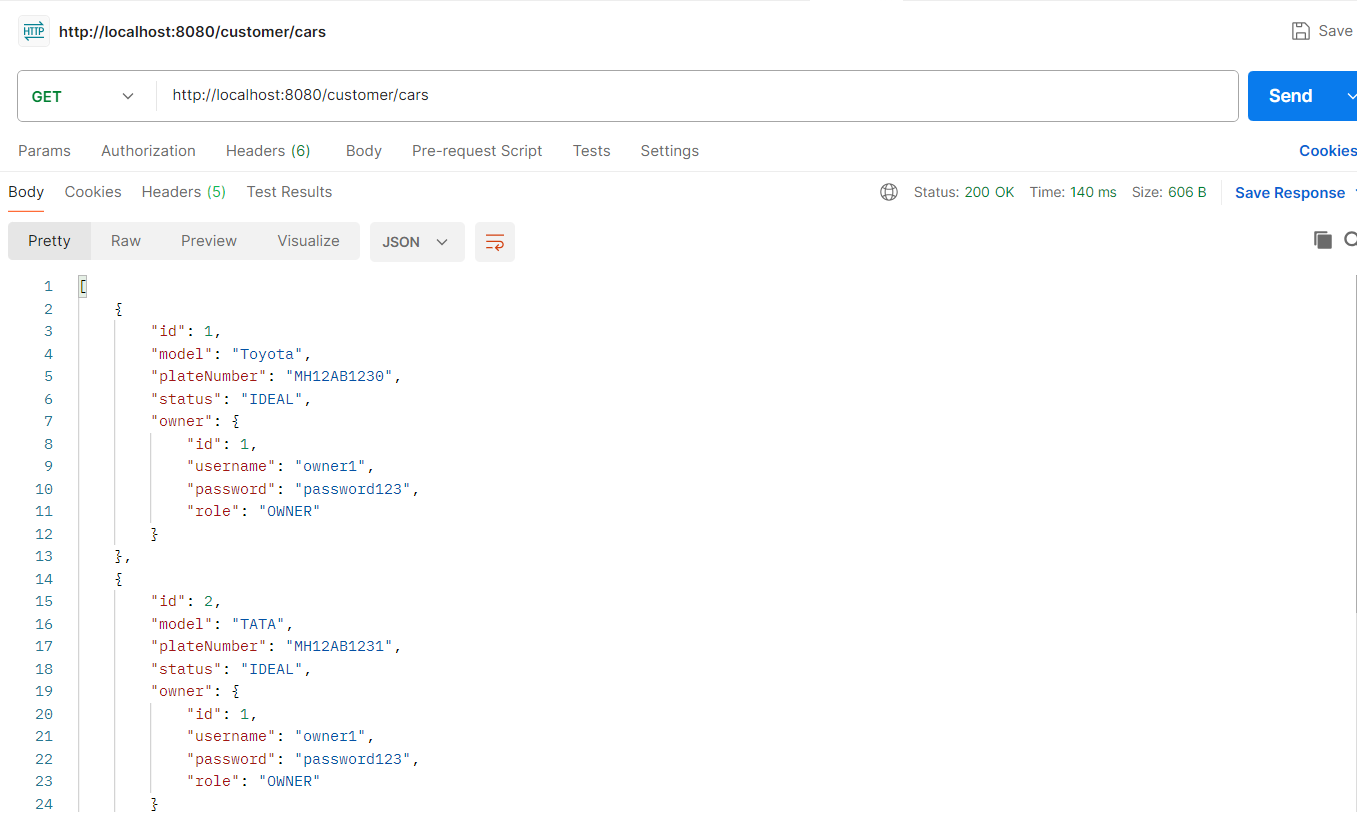 HTTP http://localhost:8080/customer/cars Save
GET http://localhost:8080/customer/cars Send
Params Authorization Headers (6) Body Pre-request Script Tests Settings Cookies
Body Cookies Headers (5) Test Results Status: 200 OK Time: 140 ms Size: 606 B Save Response
Pretty Raw Preview Visualize JSON
1 [
2 {
3 "id": 1,
4 "model": "Toyota",
5 "plateNumber": "MH12AB1230",
6 "status": "IDEAL",
7 "owner": {
8 "id": 1,
9 "username": "owner1",
10 "password": "password123",
11 "role": "OWNER"
12 }
13 },
14 {
15 "id": 2,
16 "model": "TATA",
17 "plateNumber": "MH12AB1231",
18 "status": "IDEAL",
19 "owner": {
20 "id": 1,
21 "username": "owner1",
22 "password": "password123",
23 "role": "OWNER"
24 }